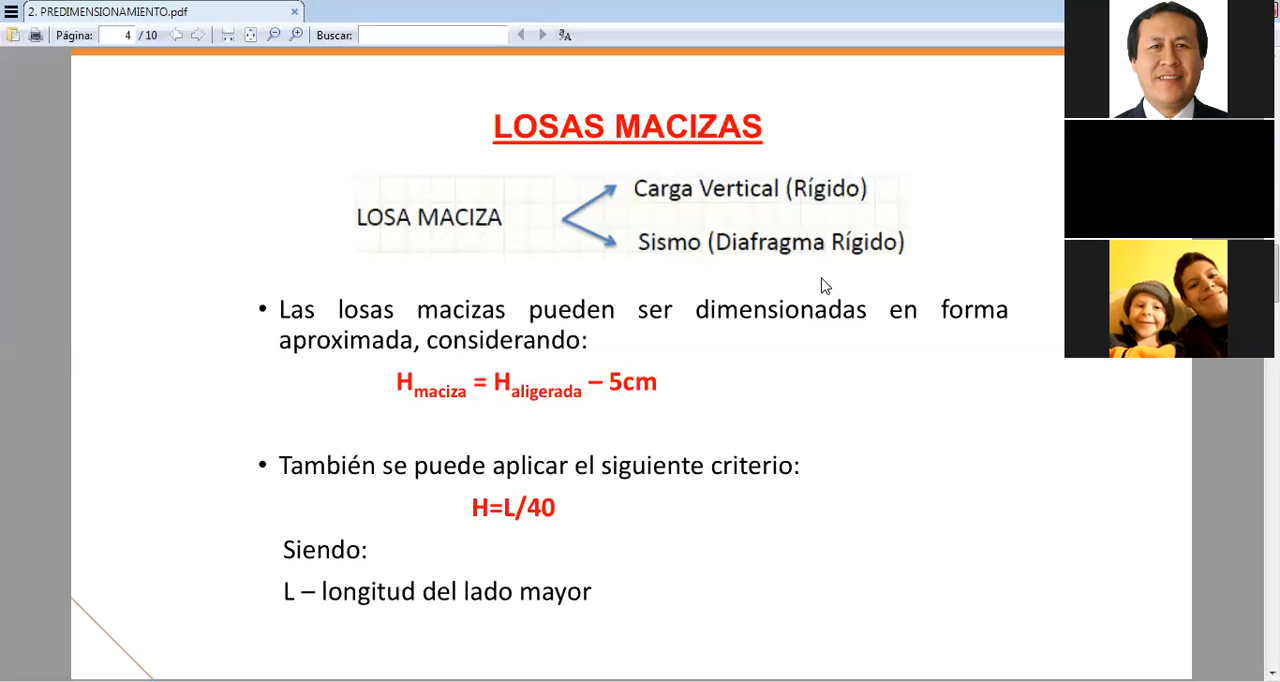 2. PREDIMENSIONAMIENTO.pdf
Página: 4 / 10 Buscar:
LOSAS MACIZAS
LOSA MACIZA
Carga Vertical (Rígido)
Sismo (Diafragma Rígido)
• Las losas macizas pueden ser dimensionadas en forma
aproximada, considerando:
Hmaciza = Haligerada – 5cm
• También se puede aplicar el siguiente criterio:
H=L/40
Siendo:
L – longitud del lado mayor